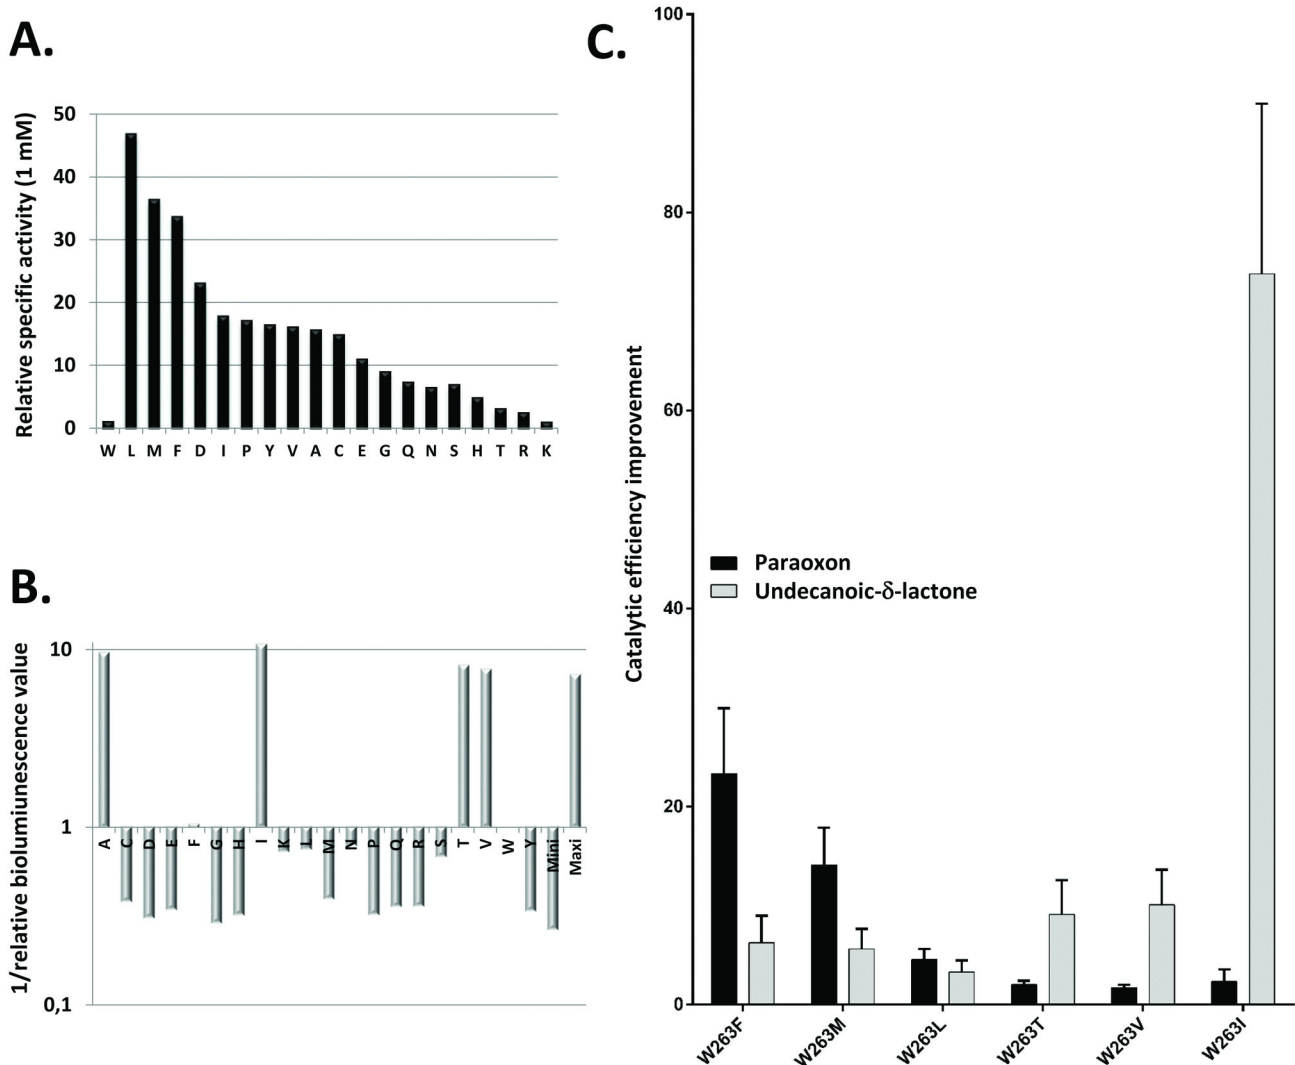 A.
Relative specific activity (1 mM)
50
40
30
20
10
0
W L M F D I P Y V A C E G Q N S H T R K
B.
1/relative biolumiunescence value
10
1
0,1
A C D E F G H I K L M N P Q R S T V W Y Mini Maxi
C.
Catalytic efficiency improvement
100
80
60
40
20
0
Paraoxon
Undecanoic-δ-lactone
W263F W263M W263L W263T W263V W263I